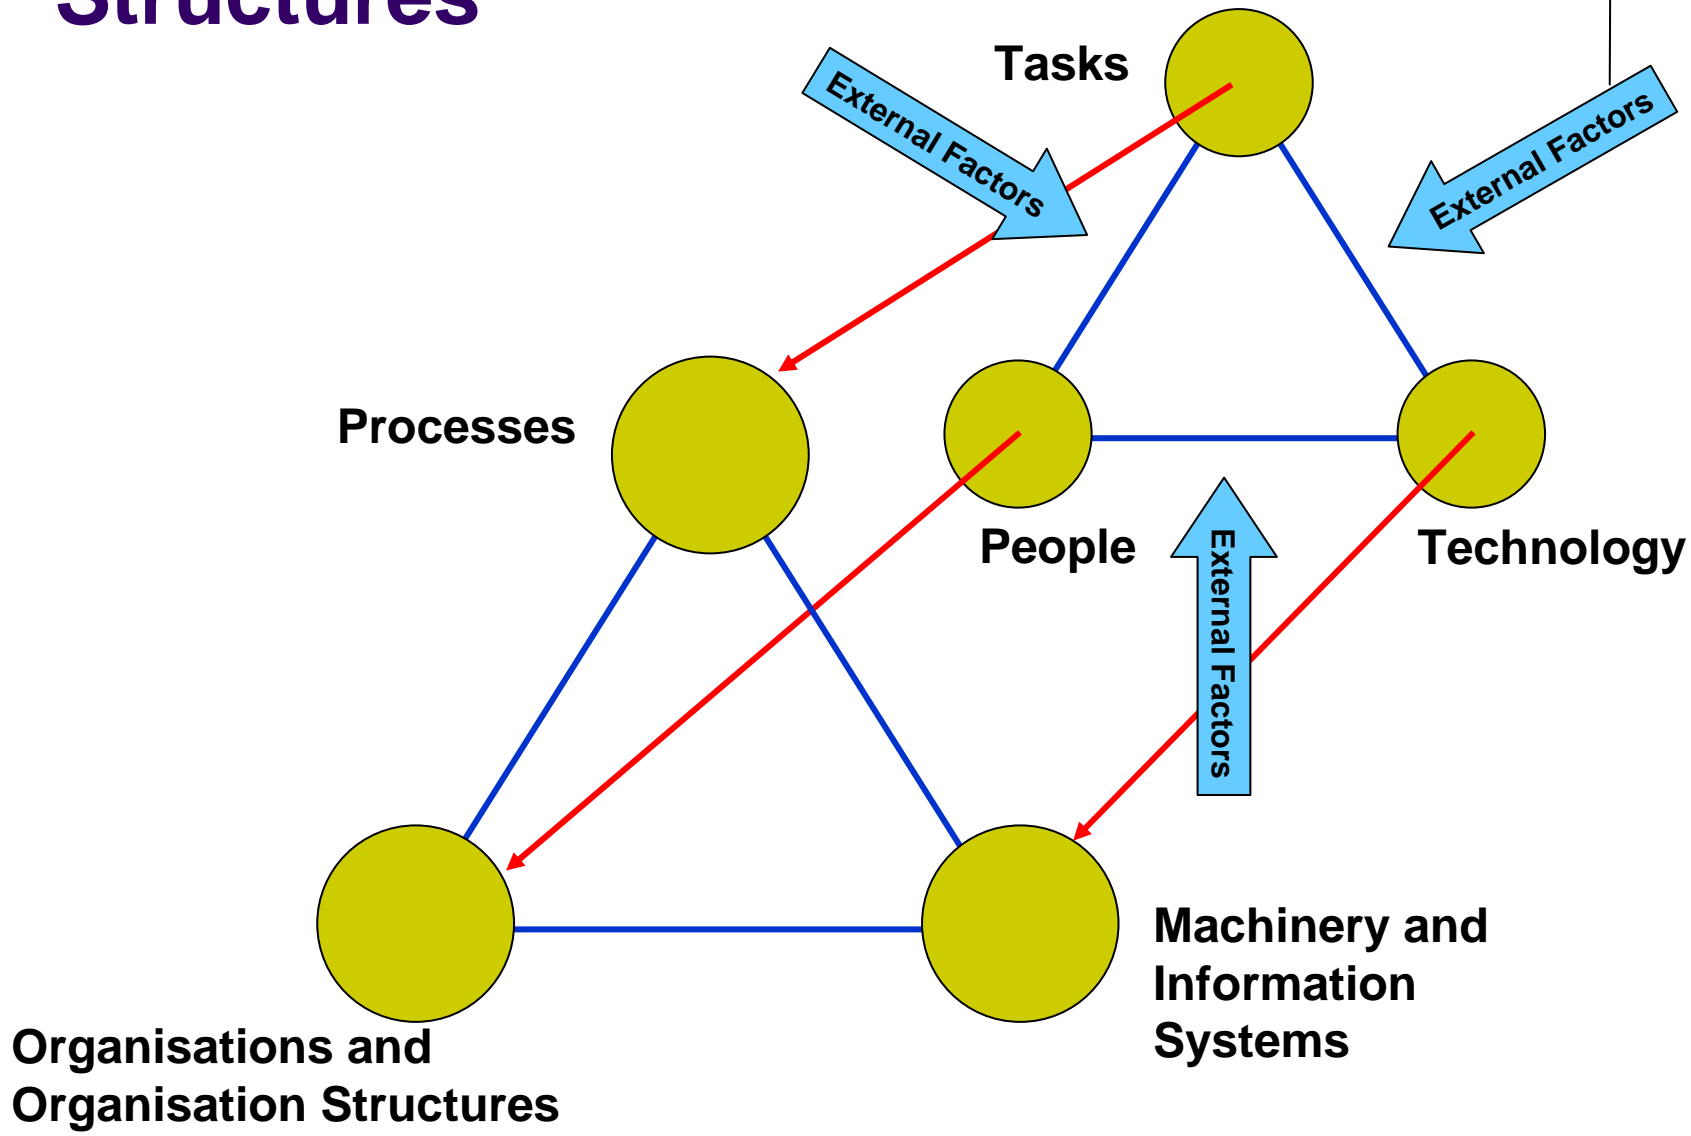 Structures
Tasks
External Factors
External Factors
Processes
People
External Factors
Technology
Machinery and
Information
Systems
Organisations and
Organisation Structures